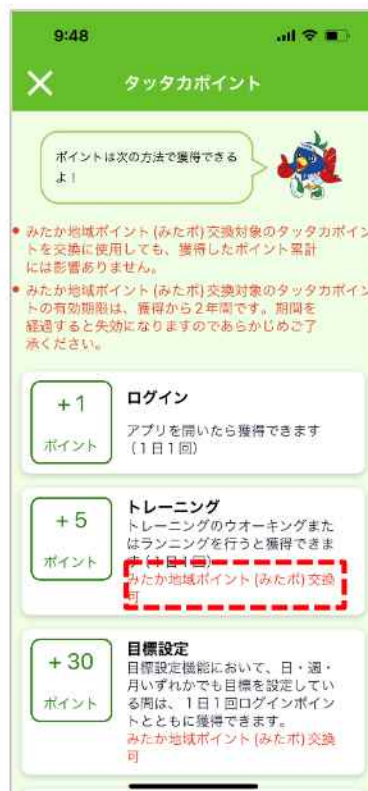 9:48
タッタカポイント
ポイントは次の方法で獲得できる
よ！
• みたか地域ポイント(みたポ)交換対象のタッタカポイン
トを交換に使用しても、獲得したポイント累計
には影響ありません。
• みたか地域ポイント(みたポ)交換対象のタッタカポイン
トの有効期限は、獲得から2年間です。期間を
経過すると失効になりますのであらかじめご了
承ください。
+1
ポイント
ログイン
アプリを開いたら獲得できます
(1日1回)
+5
ポイント
トレーニング
トレーニングのウオーキングまた
はランニングを行うと獲得できま
す(1日1回)
みたか地域ポイント(みたポ)交換
可
+30
ポイント
目標設定
目標設定機能において、日・週・
月いずれかでも目標を設定してい
る間は、1日1回ログインポイン
トとともに獲得できます。
みたか地域ポイント(みたポ)交換
可